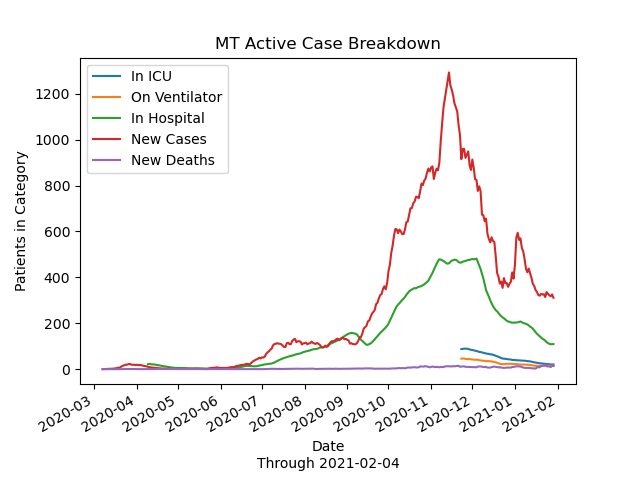 MT Active Case Breakdown
In ICU
On Ventilator
In Hospital
New Cases
New Deaths
Patients in Category
1200
1000
800
600
400
200
0
2020-03
2020-04
2020-05
2020-06
2020-07
2020-08
2020-09
2020-10
2020-11
2020-12
2021-01
2021-02
Date
Through 2021-02-04